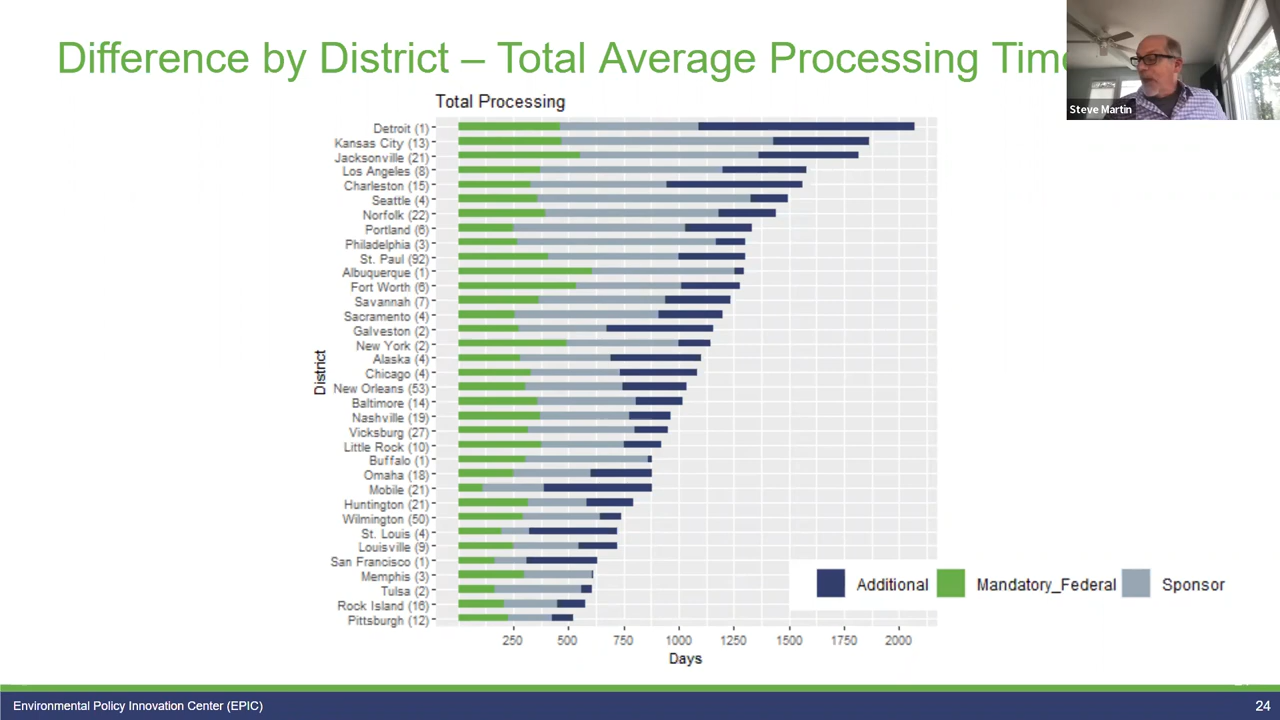 Difference by District – Total Average Processing Tim
Steve Martin
Total Processing
District
Detroit (1)
Kansas City (13)
Jacksonville (21)
Los Angeles (8)
Charleston (15)
Seattle (4)
Norfolk (22)
Portland (6)
Philadelphia (3)
St. Paul (92)
Albuquerque (1)
Fort Worth (6)
Savannah (7)
Sacramento (4)
Galveston (2)
New York (2)
Alaska (4)
Chicago (4)
New Orleans (53)
Baltimore (14)
Nashville (19)
Vicksburg (27)
Little Rock (10)
Buffalo (1)
Omaha (18)
Mobile (21)
Huntington (21)
Wilmington (50)
St. Louis (4)
Louisville (9)
San Francisco (1)
Memphis (3)
Tulsa (2)
Rock Island (16)
Pittsburgh (12)
Additional Mandatory_Federal Sponsor
250 500 750 1000 1250 1500 1750 2000
Days
Environmental Policy Innovation Center (EPIC)
24